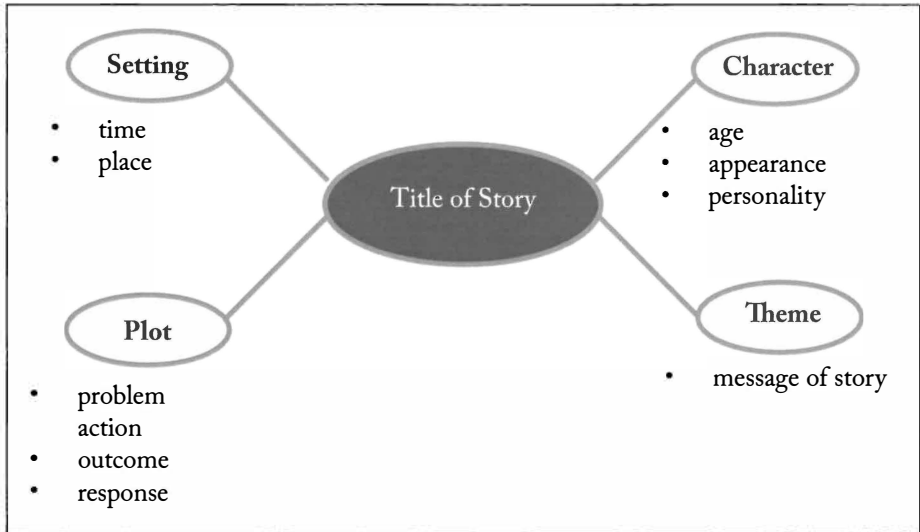 Setting
• time
• place
Character
• age
• appearance
• personality
Title of Story
Plot
• problem
action
• outcome
• response
Theme
• message of story